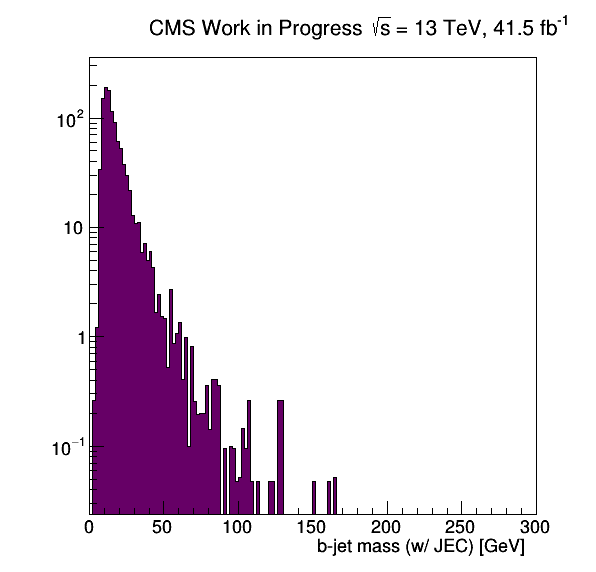 CMS Work in Progress √s = 13 TeV, 41.5 fb⁻¹
10²
10
1
10⁻¹
0 50 100 150 200 250 300
b-jet mass (w/ JEC) [GeV]